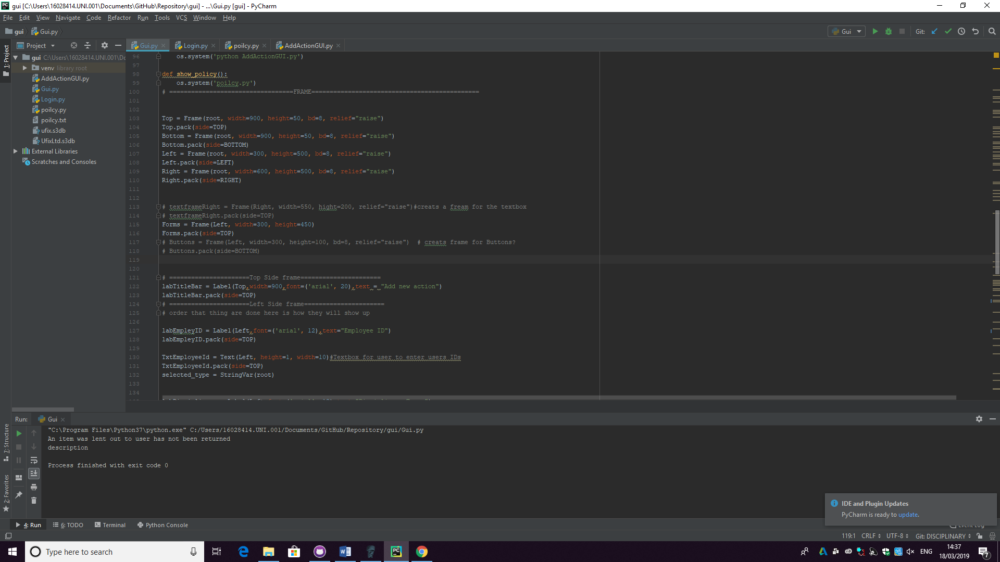 gui [C:\Users\16028414.UNI.001\Documents\GitHub\Repository\gui] - ...\Gui.py [gui] - PyCharm
File Edit View Navigate Code Refactor Run Tools VCS Window Help
gui Gui.py Gui Git:
Project Gui.py Login.py poilcy.py AddActionGUI.py
1: Project
gui C:\Users\16028414.UNI.001\Do
venv library root
AddActionGUI.py
Gui.py
Login.py
poilcy.py
poilcy.txt
ufix.s3db
UfixLtd.s3db
External Libraries
Scratches and Consoles
96 os.system('python AddActionGUI.py')
97
98 def show_policy():
99 os.system('poilcy.py')
100 # ==================================FRAME==============================================
101
102
103 Top = Frame(root, width=900, height=50, bd=8, relief="raise")
104 Top.pack(side=TOP)
105 Bottom = Frame(root, width=900, height=50, bd=8, relief="raise")
106 Bottom.pack(side=BOTTOM)
107 Left = Frame(root, width=300, height=500, bd=8, relief="raise")
108 Left.pack(side=LEFT)
109 Right = Frame(root, width=600, height=500, bd=8, relief="raise")
110 Right.pack(side=RIGHT)
111
112
113 # textframeRight = Frame(Right, width=550, hight=200, relief="raise")#creats a fream for the textbox
114 # textframeRight.pack(side=TOP)
115 Forms = Frame(Left, width=300, height=450)
116 Forms.pack(side=TOP)
117 # Buttons = Frame(Left, width=300, height=100, bd=8, relief="raise")  # creats frame for Buttons?
118 # Buttons.pack(side=BOTTOM)
119
120
121 # ======================Top Side frame======================
122 labTitleBar = Label(Top,width=900,font=('arial', 20),text = "Add new action")
123 labTitleBar.pack(side=TOP)
124 # ======================Left Side frame======================
125 # order that thing are done here is how they will show up
126
127 labEmpleyID = Label(Left,font=('arial', 12),text="Employee ID")
128 labEmpleyID.pack(side=TOP)
129
130 TxtEmployeeId = Text(Left, height=1, width=10)#Textbox for user to enter users IDs
131 TxtEmployeeId.pack(side=TOP)
132 selected_type = StringVar(root)
133
134
Run: Gui
"C:\Program Files\Python37\python.exe" C:/Users/16028414.UNI.001/Documents/GitHub/Repository/gui/Gui.py
An item was lent out to user has not been returned
description
Process finished with exit code 0
7: Structure
2: Favorites
IDE and Plugin Updates
PyCharm is ready to update.
4: Run 6: TODO Terminal Python Console Event Log
119:1 CRLF UTF-8 Git: DISCIPLINARY
Type here to search
ENG
14:37
18/03/2019
7